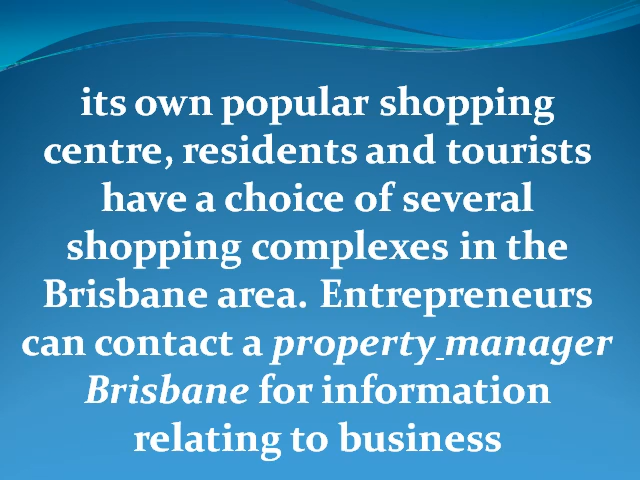 its own popular shopping
centre, residents and tourists
have a choice of several
shopping complexes in the
Brisbane area. Entrepreneurs
can contact a property manager
Brisbane for information
relating to business